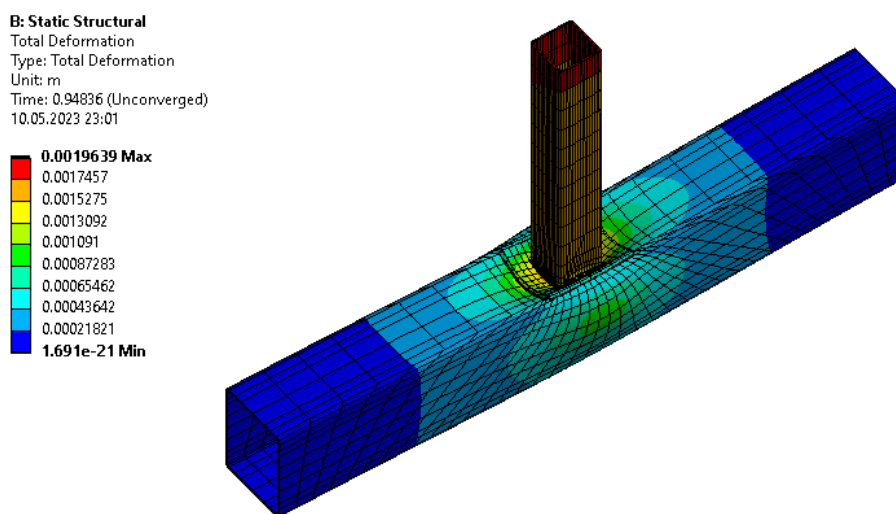 B: Static Structural
Total Deformation
Type: Total Deformation
Unit: m
Time: 0.94836 (Unconverged)
10.05.2023 23:01
0.0019639 Max
0.0017457
0.0015275
0.0013092
0.001091
0.00087283
0.00065462
0.00043642
0.00021821
1.691e-21 Min